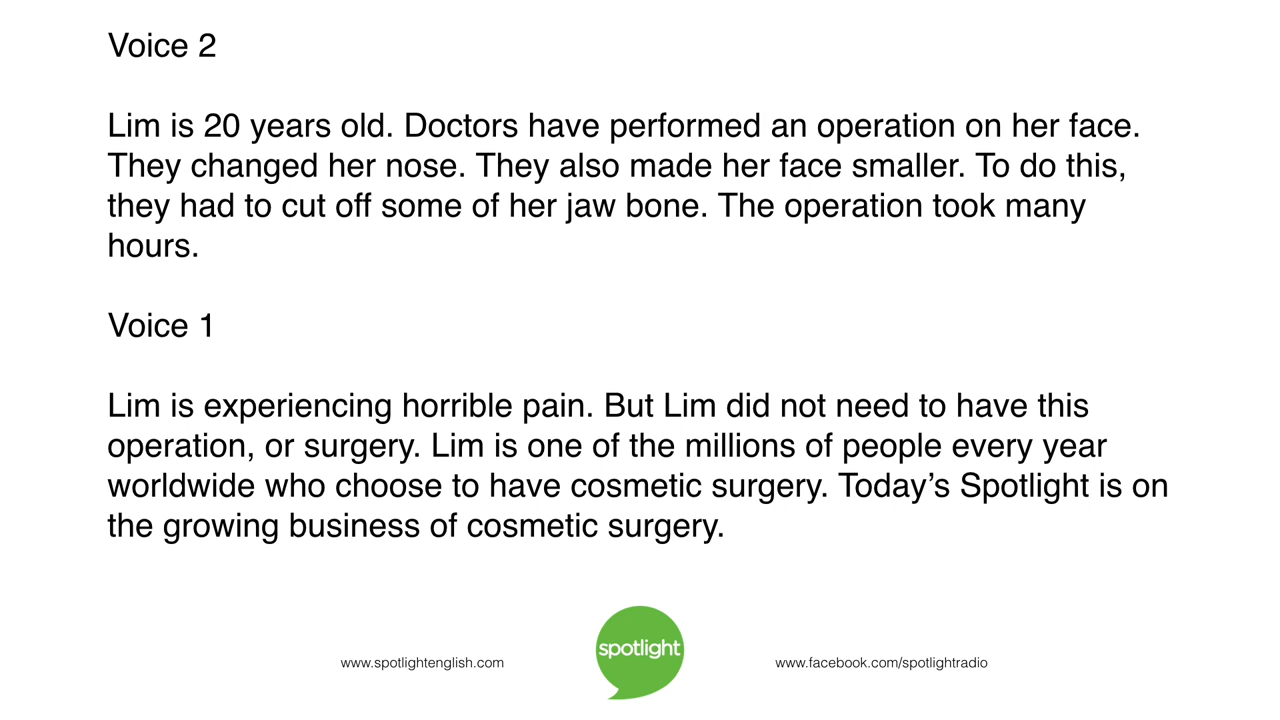 Voice 2
Lim is 20 years old. Doctors have performed an operation on her face.
They changed her nose. They also made her face smaller. To do this,
they had to cut off some of her jaw bone. The operation took many
hours.
Voice 1
Lim is experiencing horrible pain. But Lim did not need to have this
operation, or surgery. Lim is one of the millions of people every year
worldwide who choose to have cosmetic surgery. Today’s Spotlight is on
the growing business of cosmetic surgery.
www.spotlightenglish.com
spotlight
www.facebook.com/spotlightradio